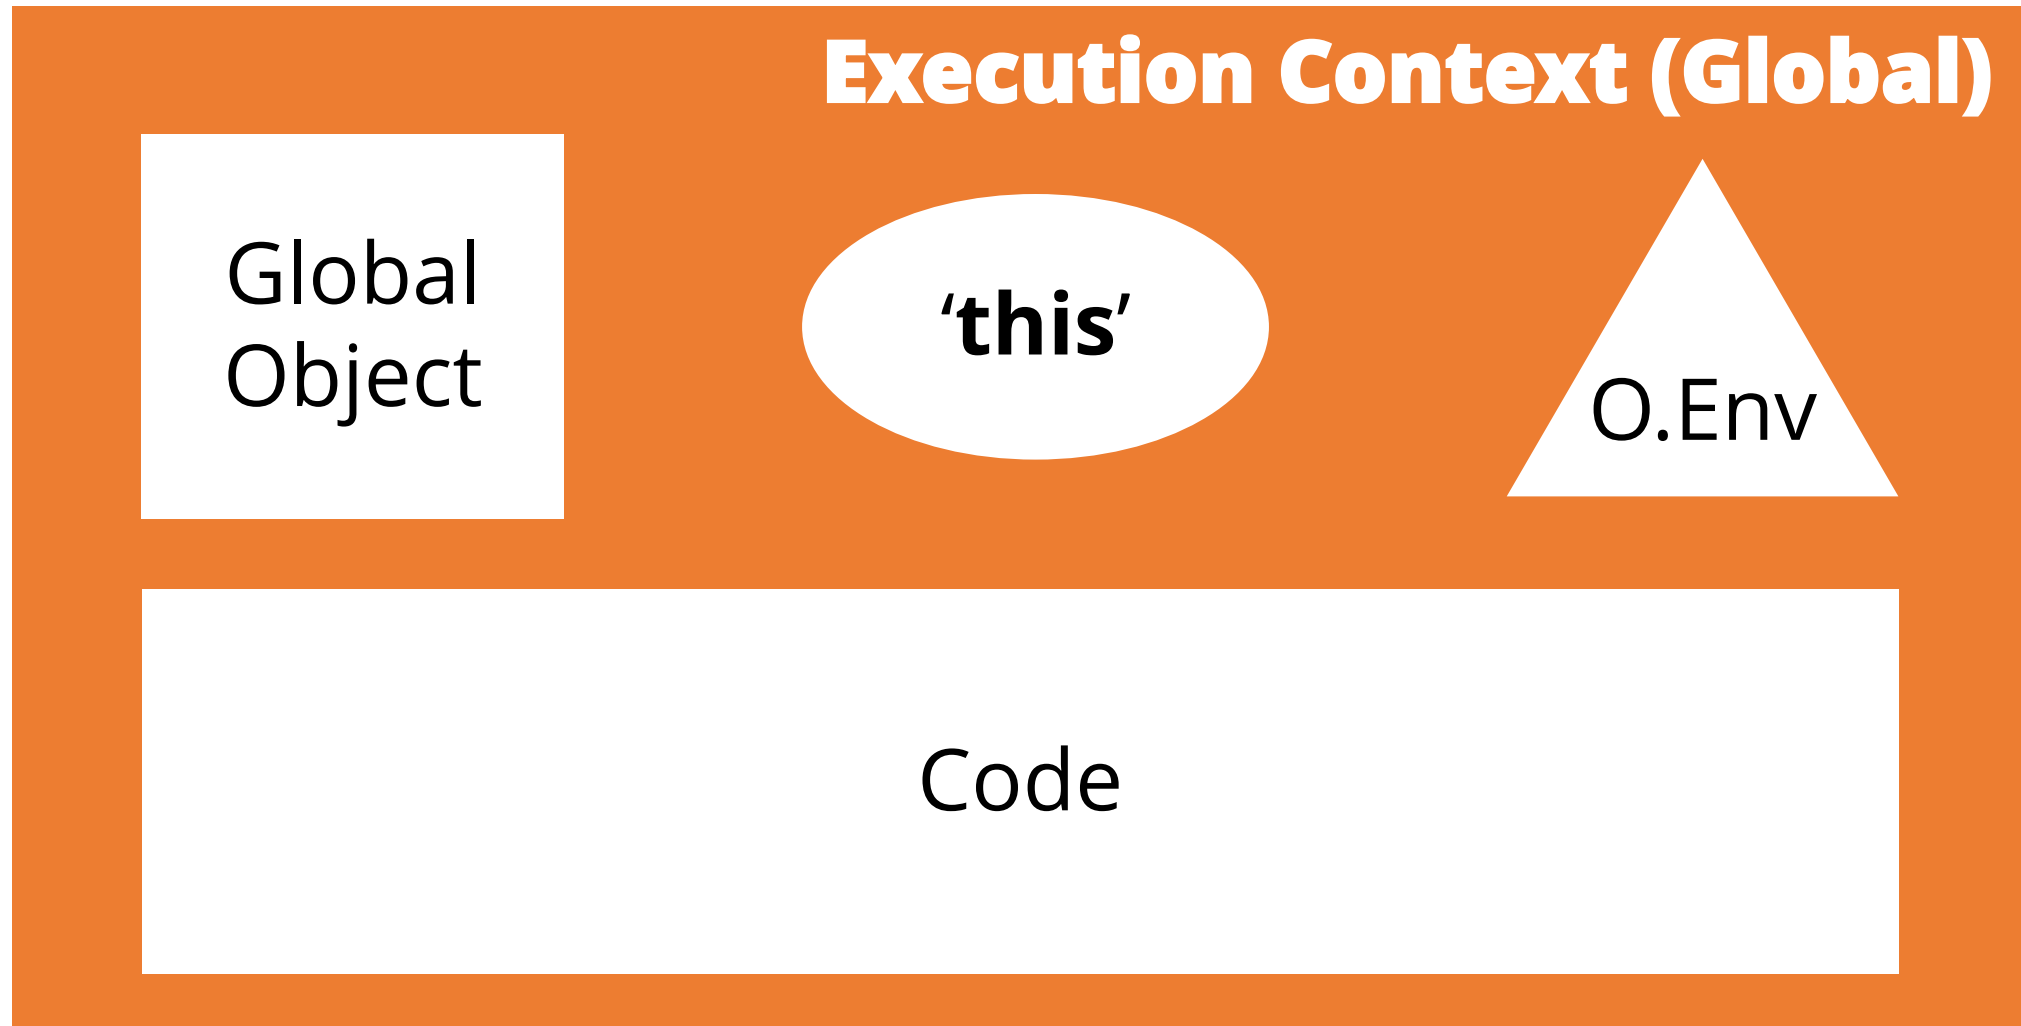 Execution Context (Global)
Global
Object
‘this’
O.Env
Code